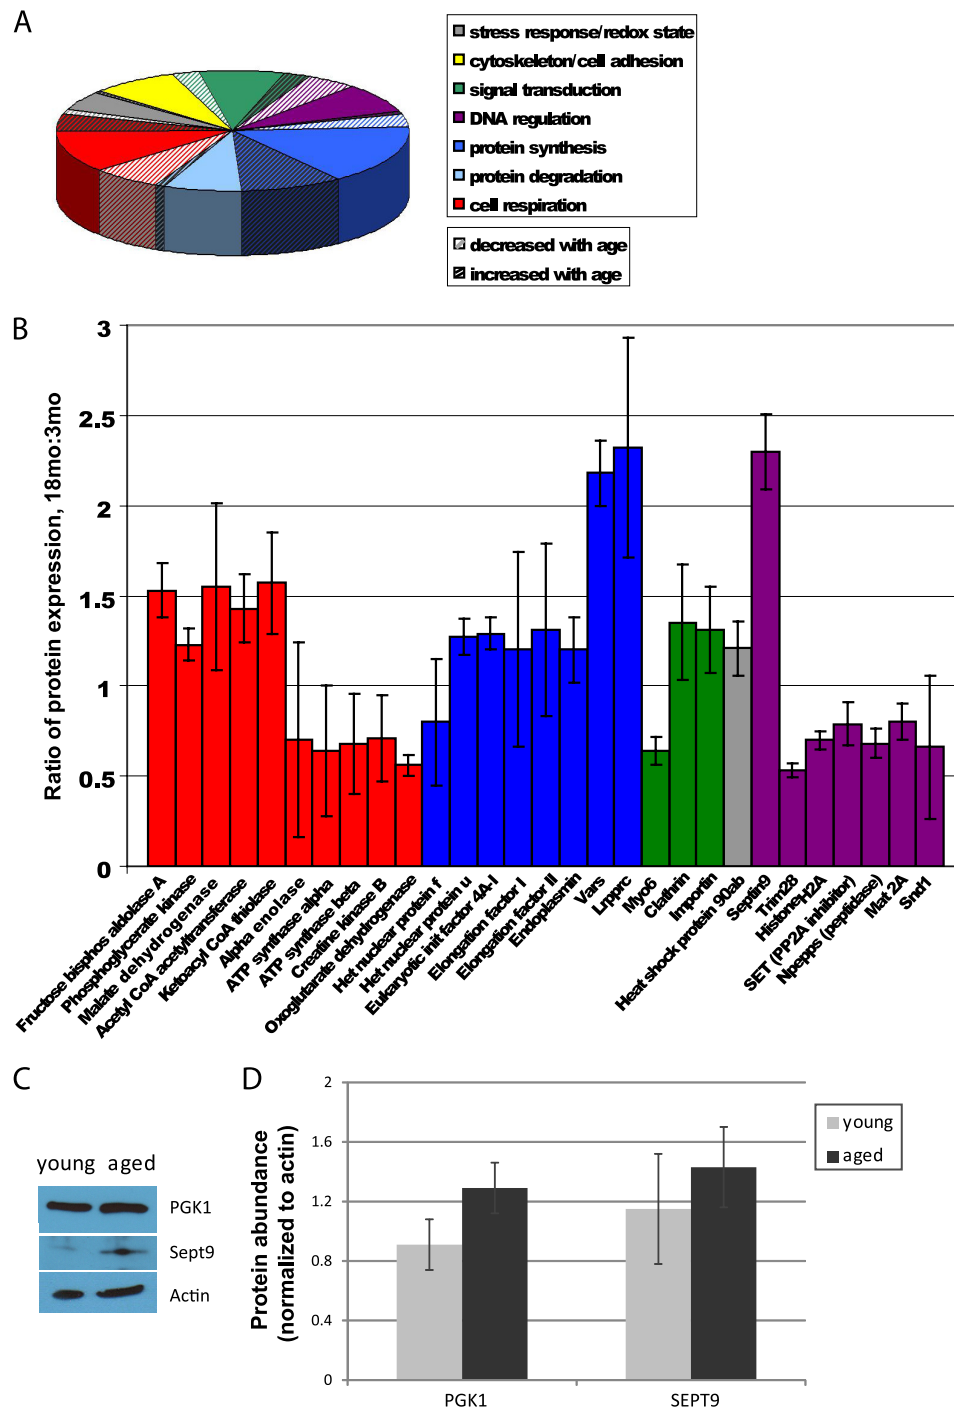 A
stress response/redox state
cytoskeleton/cell adhesion
signal transduction
DNA regulation
protein synthesis
protein degradation
cell respiration
decreased with age
increased with age
B
Ratio of protein expression, 18mo:3mo
3
2.5
2
1.5
1
0.5
0
Fructose bisphos aldolase A
Phosphoglycerate kinase
Malate dehydrogenase
Acetyl CoA acetyltransferase
Ketoacyl CoA thiolase
Alpha enolase
ATP synthase alpha
ATP synthase beta
Creatine kinase B
Oxoglutarate dehydrogenase
Het nuclear protein f
Het nuclear protein u
Eukaryotic init factor 4A-I
Elongation factor I
Elongation factor II
Endoplasmin
Vars
Lrpprc
Myo6
Clathrin
Importin
Heat shock protein 90ab
Septin9
Trim28
HistoneH2A
SET (PP2A inhibitor)
Npepps (peptidase)
Mat 2A
Snd1
C
young aged
PGK1
Sept9
Actin
D
Protein abundance
(normalized to actin)
2
1.6
1.2
0.8
0.4
0
PGK1 SEPT9
young
aged